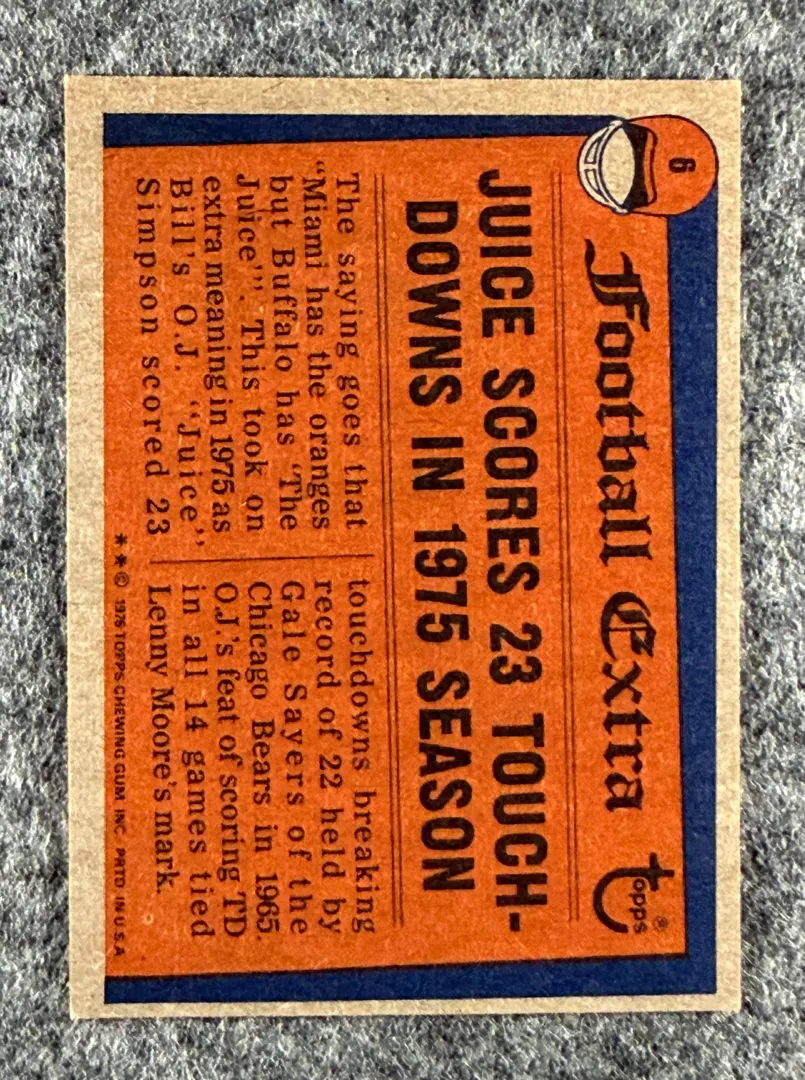 6
Football Extra
topps®
JUICE SCORES 23 TOUCH-
DOWNS IN 1975 SEASON
The saying goes that
"Miami has the oranges
but Buffalo has 'The
Juice'". This took on
extra meaning in 1975 as
Bill's O.J. "Juice"
Simpson scored 23
touchdowns breaking
record of 22 held by
Gale Sayers of the
Chicago Bears in 1965.
O.J.'s feat of scoring TD
in all 14 games tied
Lenny Moore's mark.
**© 1976 TOPPS CHEWING GUM, INC. PRTD. IN U.S.A.